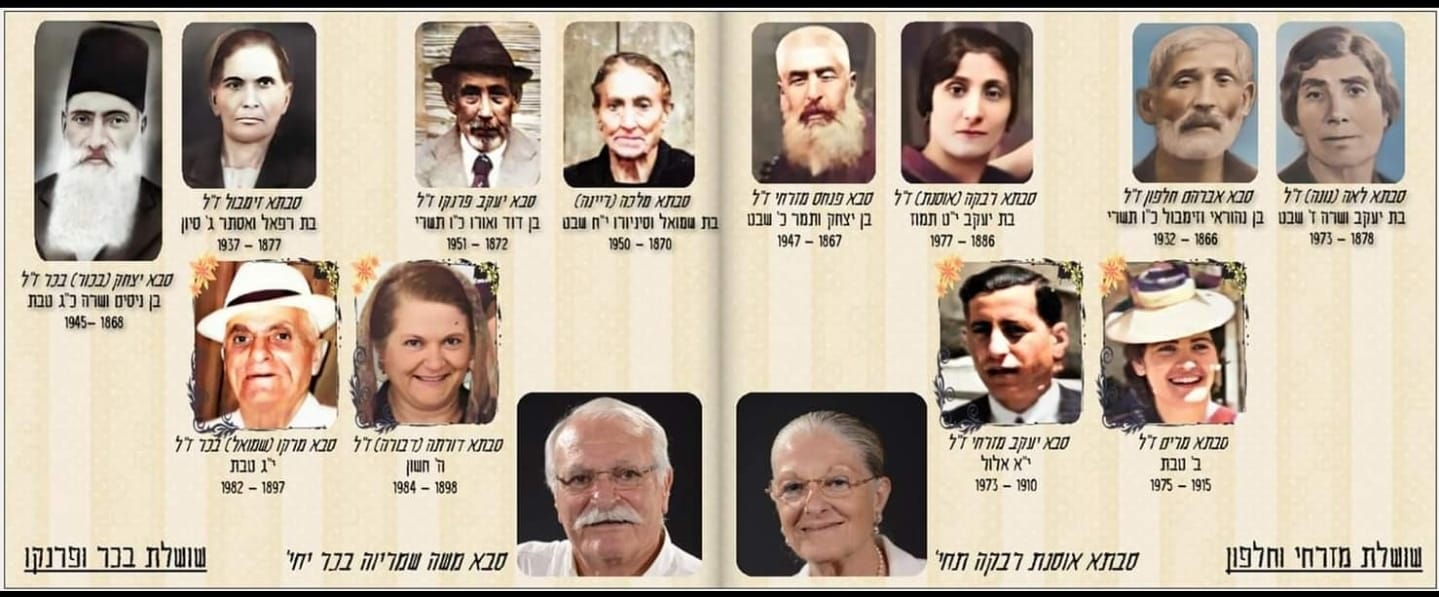 סבתא לאה (נונה) ז"ל
בת יעקב ושרה ז' שבט
1973 – 1878
סבא אברהם חלפון ז"ל
בן נהוראי וזימבול כ"ו תשרי
1932 – 1866
סבתא רבקה (אוסנת) ז"ל
בת יעקב י"ט תמוז
1977 – 1886
סבא פנחס מזרחי ז"ל
בן יצחק ותמר כ' שבט
1947 – 1867
סבתא מרים ז"ל
ב' טבת
1975 – 1915
סבא יעקב מזרחי ז"ל
י"א אלול
1973 – 1910
סבתא אוסנת רבקה תחי'
שושלת מזרחי וחלפון
סבתא מלכה (ריינה)
בת שמואל וסיניורו י"ח שבט
1950 – 1870
סבא יעקב פרנקו ז"ל
בן דוד ואורו כ"ו תשרי
1951 – 1872
סבתא זימבול ז"ל
בת רפאל ואסתר ג' סיון
1937 – 1877
סבא יצחק (בכור) בכר ז"ל
בן ניסים ושרה כ"ג טבת
1945 – 1868
סבתא דורתה (דבורה) ז"ל
ה' חשון
1984 – 1898
סבא מרקו (שמואל) בכר ז"ל
י"ג טבת
1982 – 1897
סבא משה שמריוה בכר יחי'
שושלת בכר ופרנקו